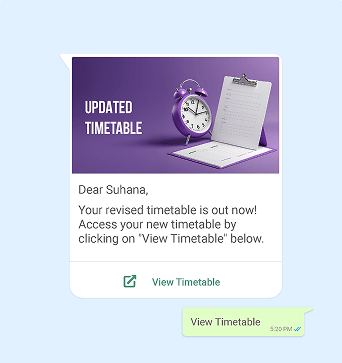 UPDATED
TIMETABLE
Dear Suhana,
Your revised timetable is out now!
Access your new timetable by
clicking on "View Timetable" below.
View Timetable
View Timetable
5:20 PM